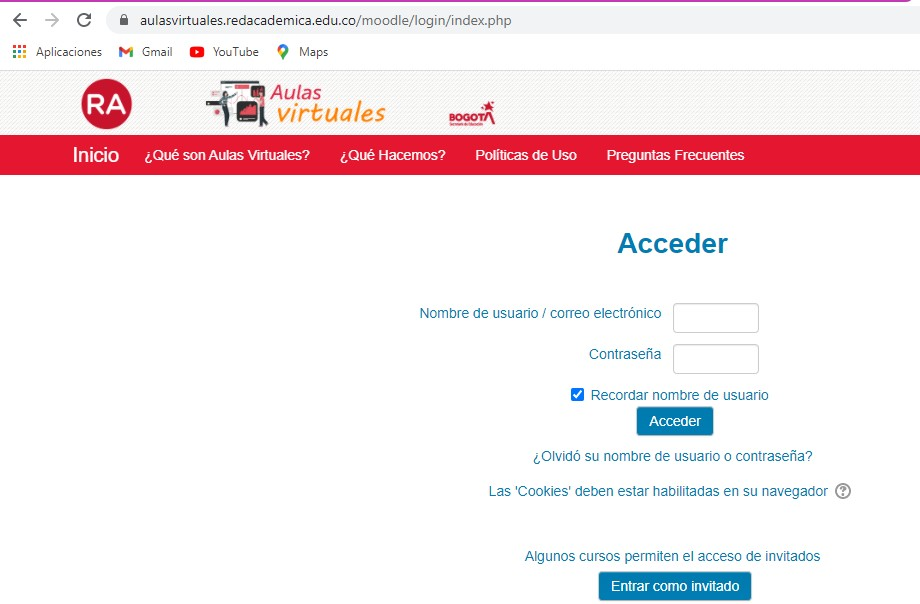 aulasvirtuales.redacademica.edu.co/moodle/login/index.php
Aplicaciones Gmail YouTube Maps
RA Aulas virtuales BOGOTÁ
Inicio ¿Qué son Aulas Virtuales? ¿Qué Hacemos? Políticas de Uso Preguntas Frecuentes
Acceder
Nombre de usuario / correo electrónico
Contraseña
Recordar nombre de usuario
Acceder
¿Olvidó su nombre de usuario o contraseña?
Las 'Cookies' deben estar habilitadas en su navegador ?
Algunos cursos permiten el acceso de invitados
Entrar como invitado